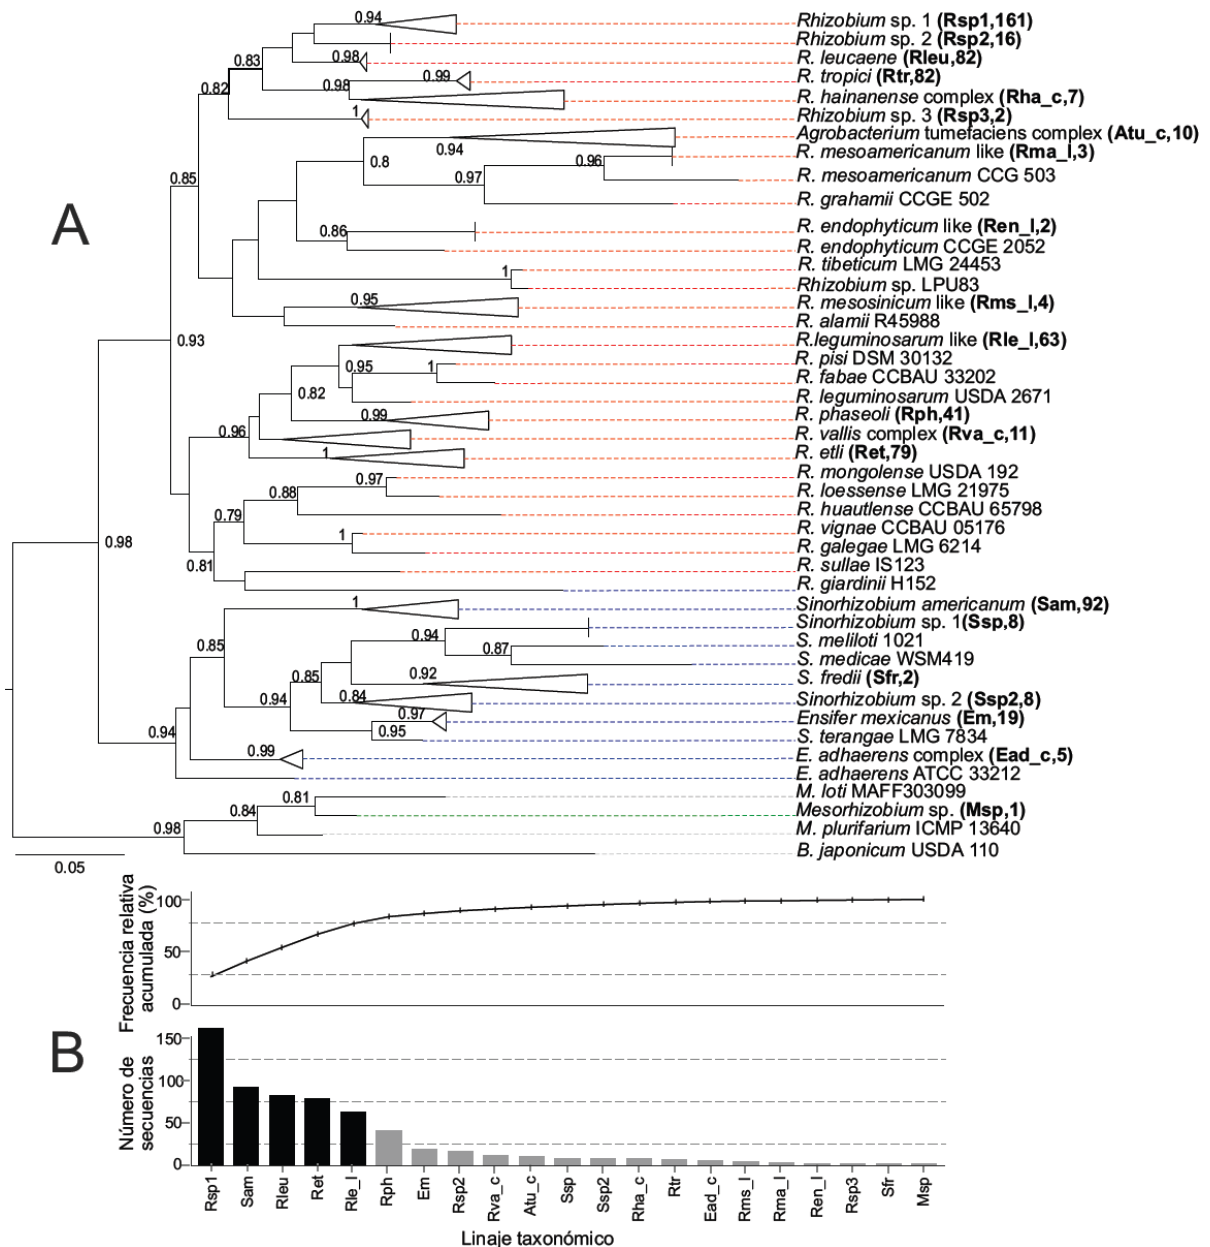 A
0.94
Rhizobium sp. 1 (Rsp1,161)
Rhizobium sp. 2 (Rsp2,16)
0.98
R. leucaene (Rleu,82)
0.83
0.99
R. tropici (Rtr,82)
0.82
0.98
R. hainanense complex (Rha_c,7)
1
Rhizobium sp. 3 (Rsp3,2)
Agrobacterium tumefaciens complex (Atu_c,10)
0.94
0.8
0.96
R. mesoamericanum like (Rma_l,3)
0.85
0.97
R. mesoamericanum CCG 503
R. grahamii CCGE 502
0.86
R. endophyticum like (Ren_l,2)
R. endophyticum CCGE 2052
R. tibeticum LMG 24453
1
Rhizobium sp. LPU83
0.95
R. mesosinicum like (Rms_l,4)
R. alamii R45988
0.93
R.leguminosarum like (Rle_l,63)
R. pisi DSM 30132
0.95
1
R. fabae CCBAU 33202
0.82
R. leguminosarum USDA 2671
0.99
R. phaseoli (Rph,41)
0.96
R. vallis complex (Rva_c,11)
1
R. etli (Ret,79)
R. mongolense USDA 192
0.97
R. loessense LMG 21975
0.88
R. huautlense CCBAU 65798
0.79
R. vignae CCBAU 05176
1
R. galegae LMG 6214
0.98
0.81
R. sullae IS123
R. giardinii H152
1
Sinorhizobium americanum (Sam,92)
Sinorhizobium sp. 1(Ssp,8)
0.94
0.85
S. meliloti 1021
0.87
S. medicae WSM419
0.92
0.85
S. fredii (Sfr,2)
0.94
0.84
Sinorhizobium sp. 2 (Ssp2,8)
0.97
Ensifer mexicanus (Em,19)
0.94
0.95
S. terangae LMG 7834
0.99
E. adhaerens complex (Ead_c,5)
E. adhaerens ATCC 33212
0.81
M. loti MAFF303099
0.84
Mesorhizobium sp. (Msp,1)
0.98
M. plurifarium ICMP 13640
B. japonicum USDA 110
0.05
B
Frecuencia relativa
acumulada (%)
100
50
0
Número de
secuencias
150
100
50
0
Rsp1 Sam Rleu Ret Rle_l Rph Em Rsp2 Rva_c Atu_c Ssp Ssp2 Rha_c Rtr Ead_c Rms_l Rma_l Ren_l Rsp3 Sfr Msp
Linaje taxonómico